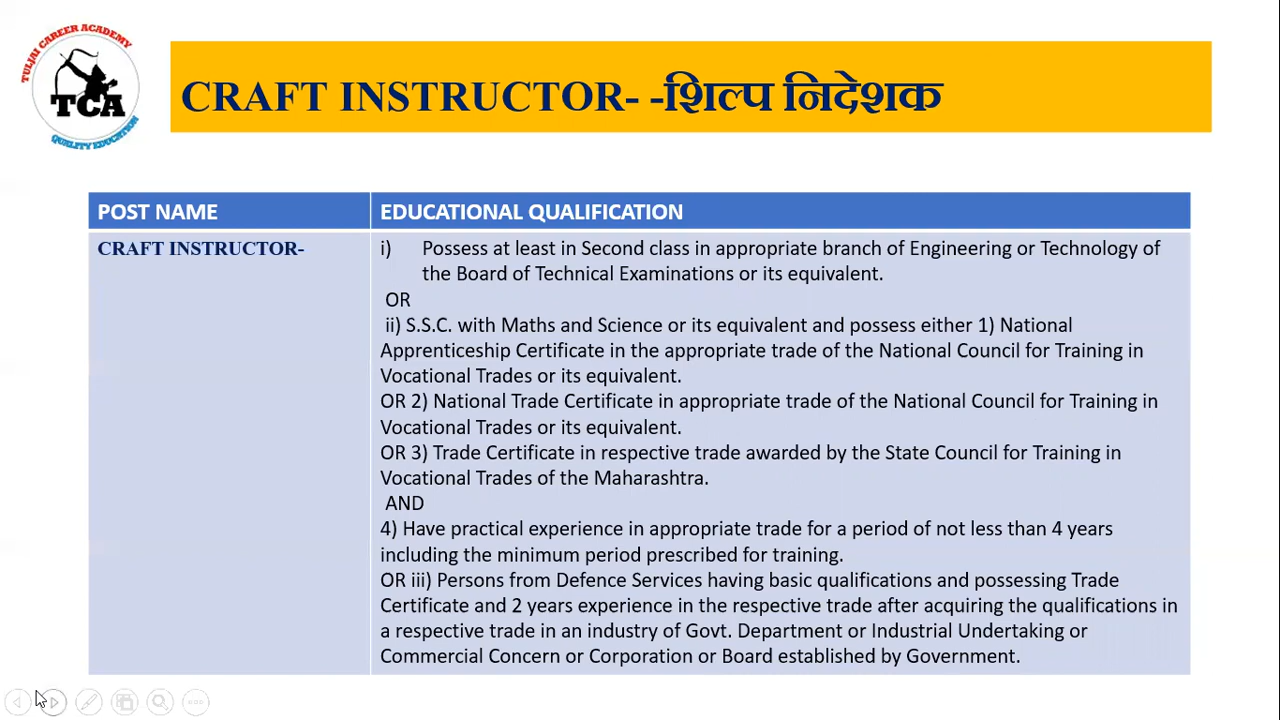 TULJAI CAREER ACADEMY
TCA
QUALITY EDUCATION
CRAFT INSTRUCTOR- -शिल्प निदेशक
POST NAME
EDUCATIONAL QUALIFICATION
CRAFT INSTRUCTOR-
i) Possess at least in Second class in appropriate branch of Engineering or Technology of
the Board of Technical Examinations or its equivalent.
OR
ii) S.S.C. with Maths and Science or its equivalent and possess either 1) National
Apprenticeship Certificate in the appropriate trade of the National Council for Training in
Vocational Trades or its equivalent.
OR 2) National Trade Certificate in appropriate trade of the National Council for Training in
Vocational Trades or its equivalent.
OR 3) Trade Certificate in respective trade awarded by the State Council for Training in
Vocational Trades of the Maharashtra.
AND
4) Have practical experience in appropriate trade for a period of not less than 4 years
including the minimum period prescribed for training.
OR iii) Persons from Defence Services having basic qualifications and possessing Trade
Certificate and 2 years experience in the respective trade after acquiring the qualifications in
a respective trade in an industry of Govt. Department or Industrial Undertaking or
Commercial Concern or Corporation or Board established by Government.